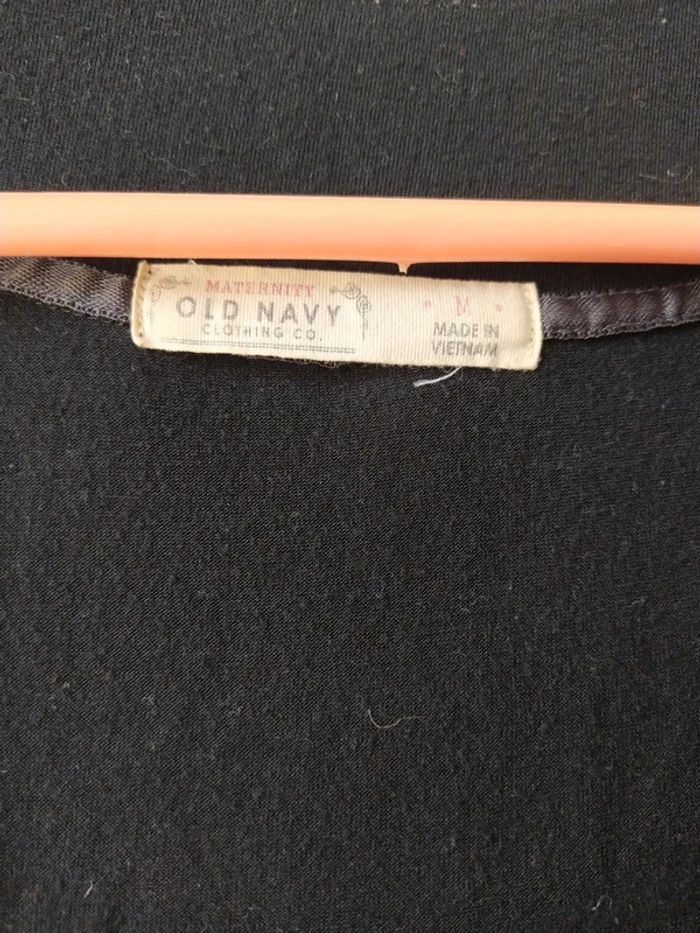 MATERNITY
OLD NAVY
CLOTHING CO.
M
MADE IN
VIETNAM